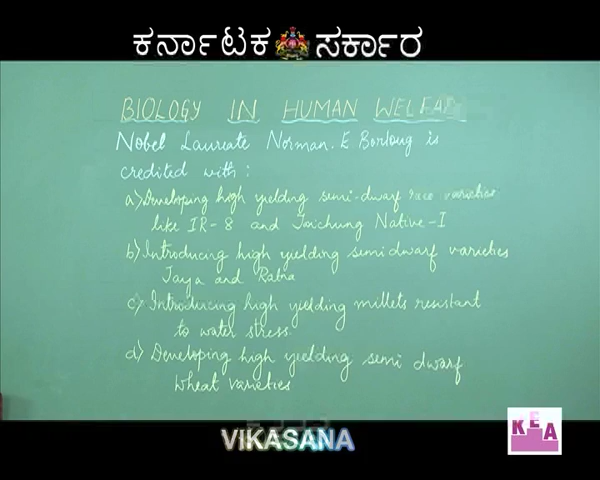 ಕರ್ನಾಟಕ ಸರ್ಕಾರ
BIOLOGY IN HUMAN WELFA
Nobel Laureate Norman. E Borloug is
credited with:
a) Developing high yielding semi-dwarf rice varieties
like IR-8 and Taichung Native-I
b) Introducing high yielding semidwarf varieties
Jaya and Ratna
c) Introducing high yielding millets resistant
to water stress
d) Developing high yielding semi dwarf
wheat varieties
VIKASANA
KEA